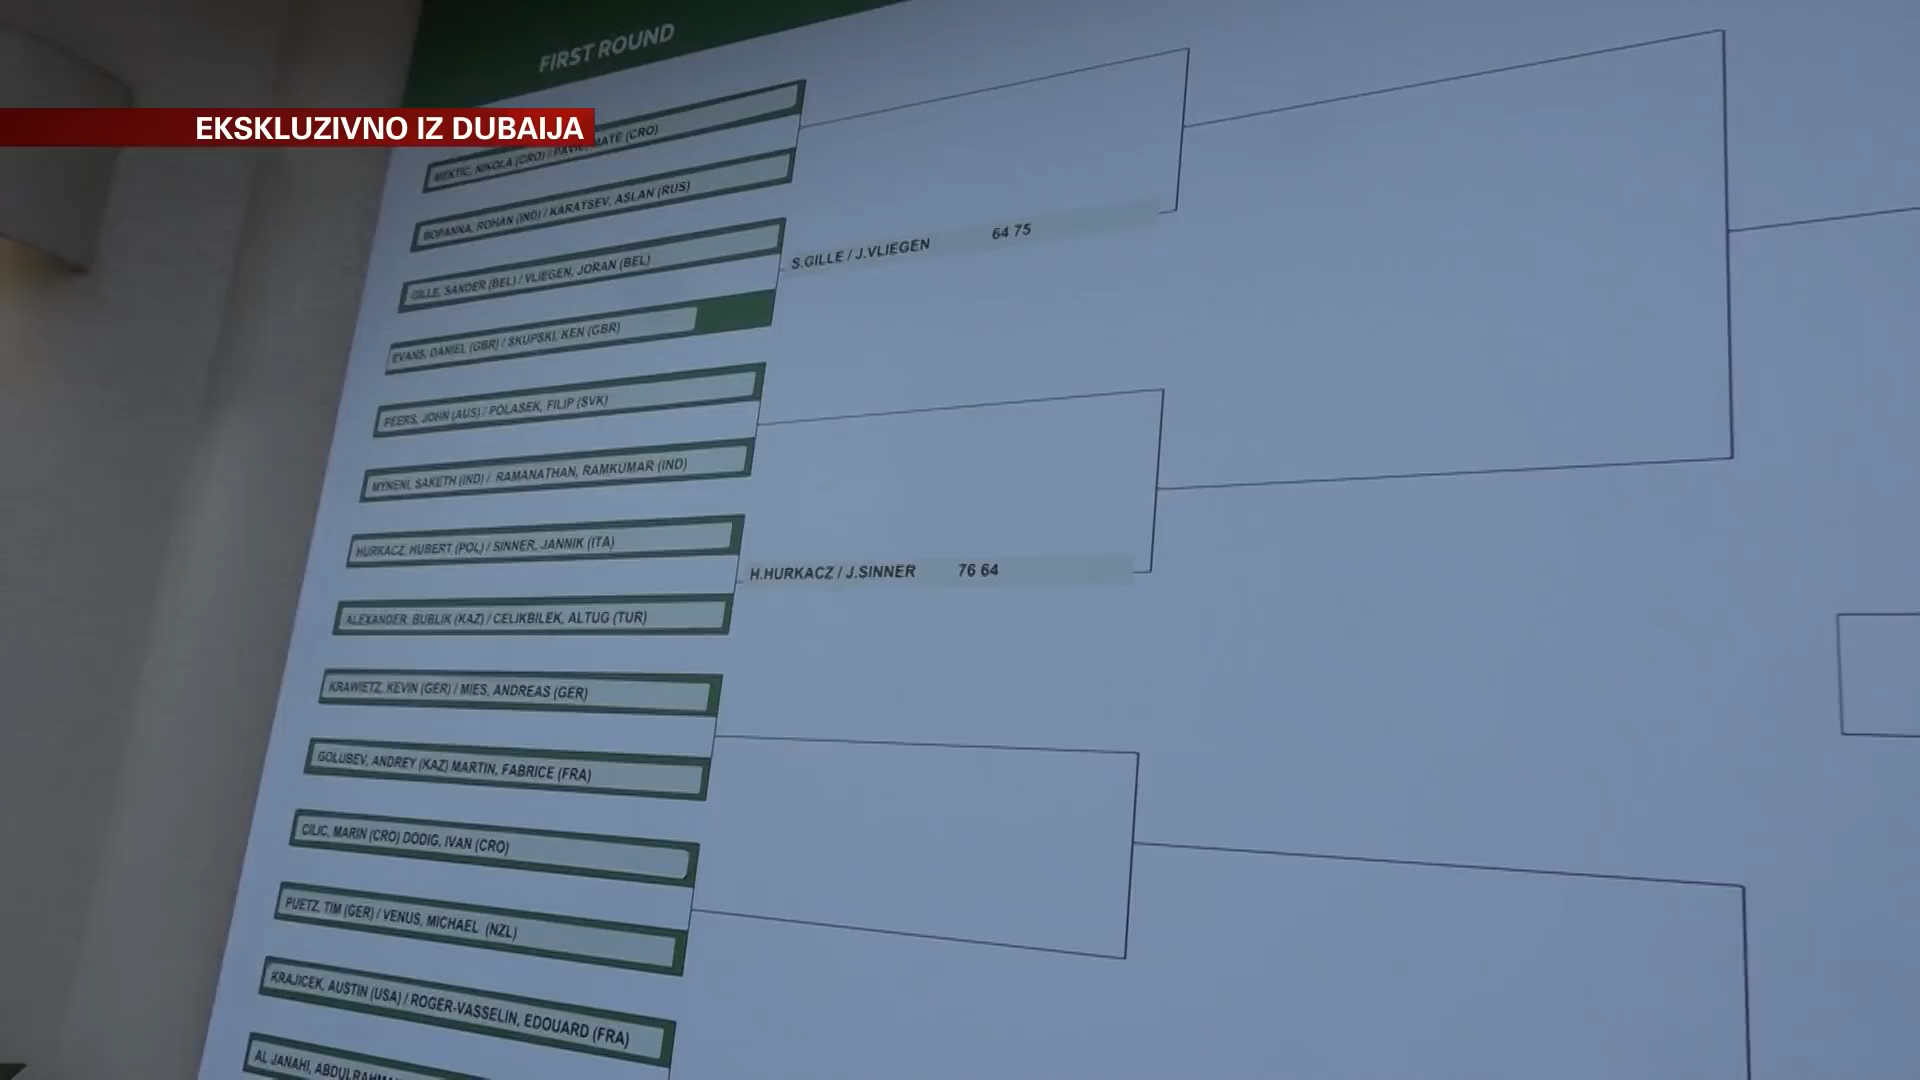 FIRST ROUND
EKSKLUZIVNO IZ DUBAIJA
MEKTIC, NIKOLA (CRO) / MATE (CRO)
BOPANNA, ROHAN (IND) / KARATSEV, ASLAN (RUS)
GILLE, SANDER (BEL) / VLIEGEN, JORAN (BEL)
S.GILLE / J.VLIEGEN 64 75
EVANS, DANIEL (GBR) / SKUPSKI, KEN (GBR)
PEERS, JOHN (AUS) / POLASEK, FILIP (SVK)
MYNENI, SAKETH (IND) / RAMANATHAN, RAMKUMAR (IND)
HURKACZ, HUBERT (POL) / SINNER, JANNIK (ITA)
H.HURKACZ / J.SINNER 76 64
ALEXANDER, BUBLIK (KAZ) / CELIKBILEK, ALTUG (TUR)
KRAWIETZ, KEVIN (GER) / MIES, ANDREAS (GER)
GOLUBEV, ANDREY (KAZ) MARTIN, FABRICE (FRA)
CILIC, MARIN (CRO) DODIG, IVAN (CRO)
PUETZ, TIM (GER) / VENUS, MICHAEL (NZL)
KRAJICEK, AUSTIN (USA) / ROGER-VASSELIN, EDOUARD (FRA)
AL JANAHI,